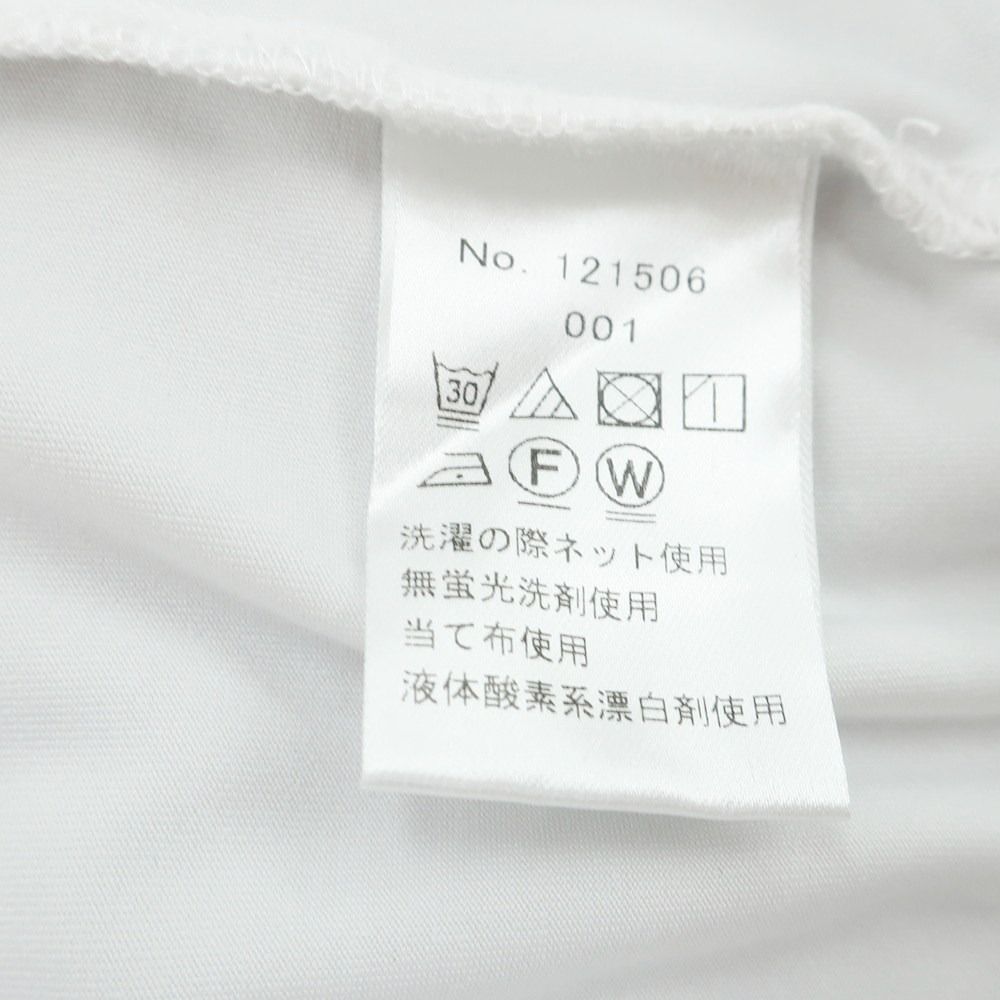 No. 121506
001
30
F W
洗濯の際ネット使用
無蛍光洗剤使用
当て布使用
液体酸素系漂白剤使用